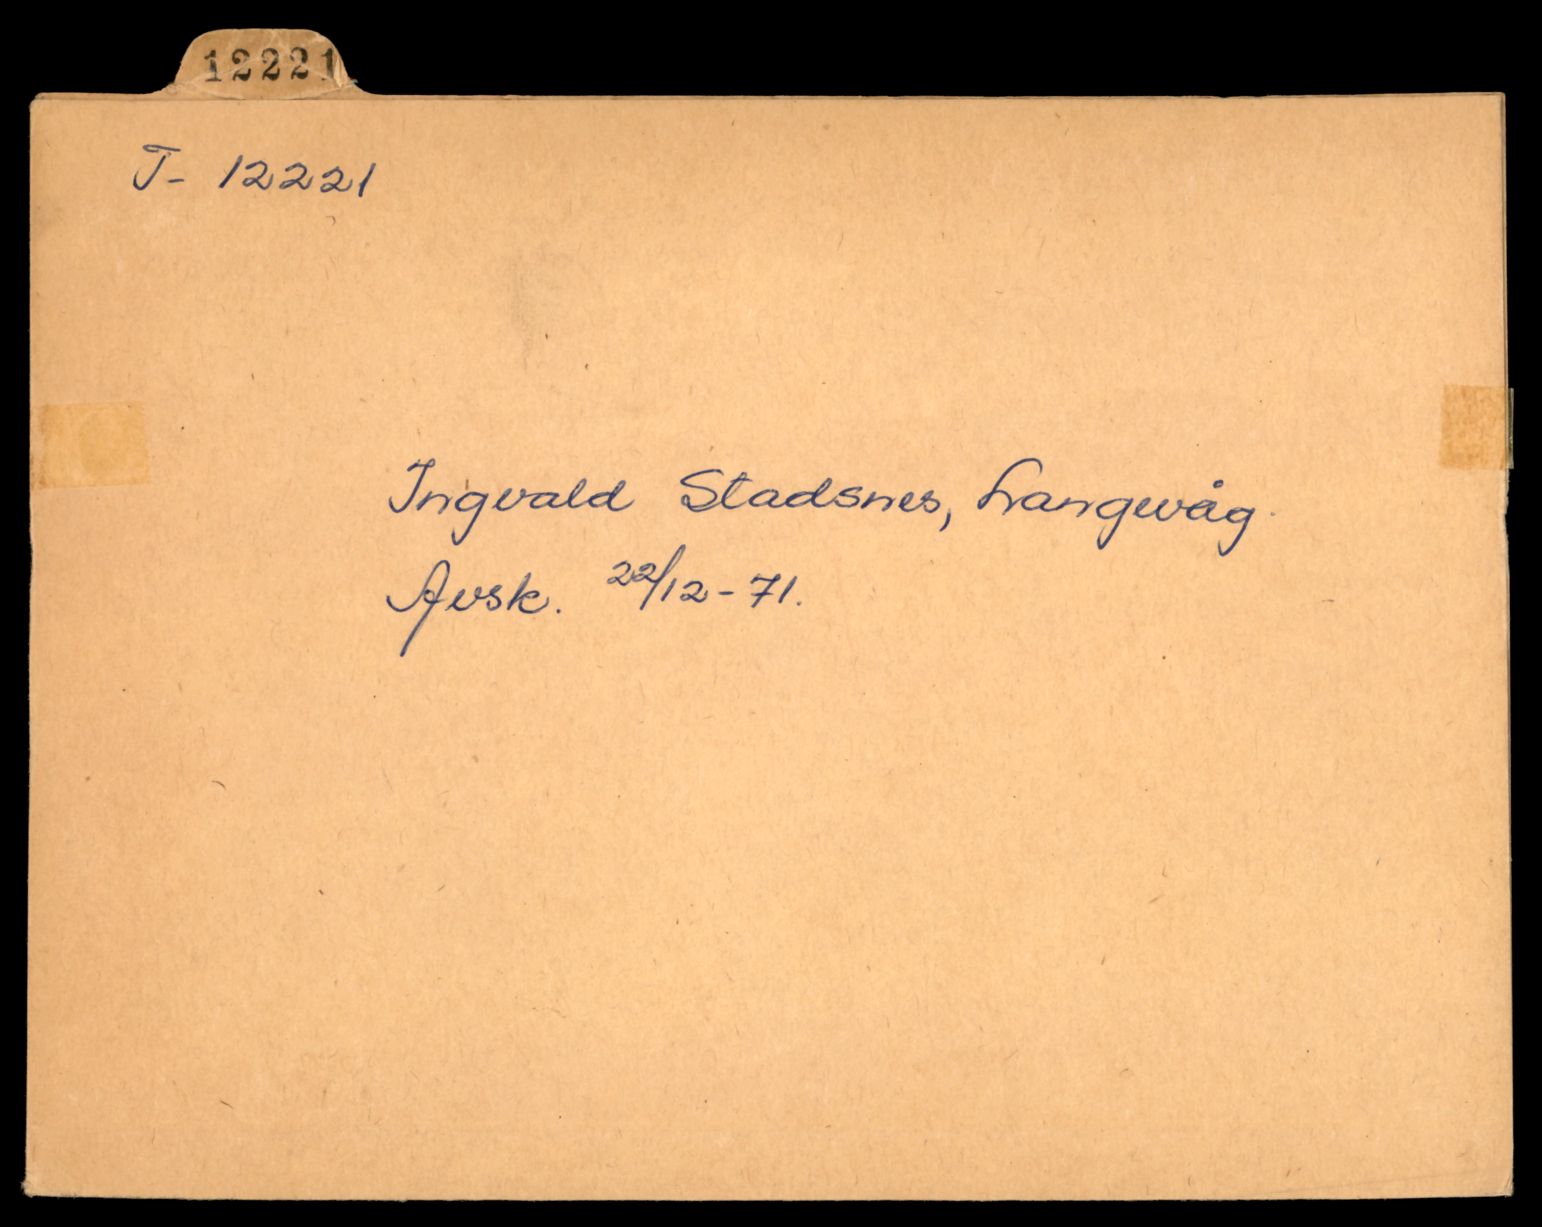 12221
T- 12221
Ingvald Stadsnes, Langevåg.
Avsk. 22/12-71.